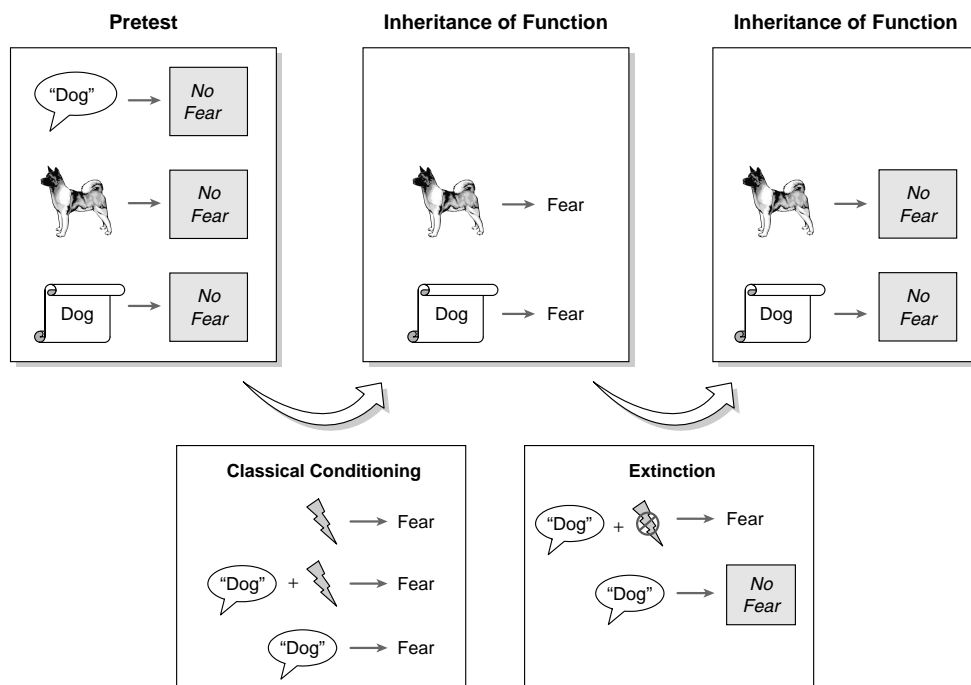 Pretest
"Dog"
No
Fear
No
Fear
Dog
No
Fear
Inheritance of Function
Fear
Dog
Fear
Inheritance of Function
No
Fear
Dog
No
Fear
Classical Conditioning
Fear
“Dog” + Fear
“Dog” Fear
Extinction
“Dog” + Fear
“Dog”
No
Fear